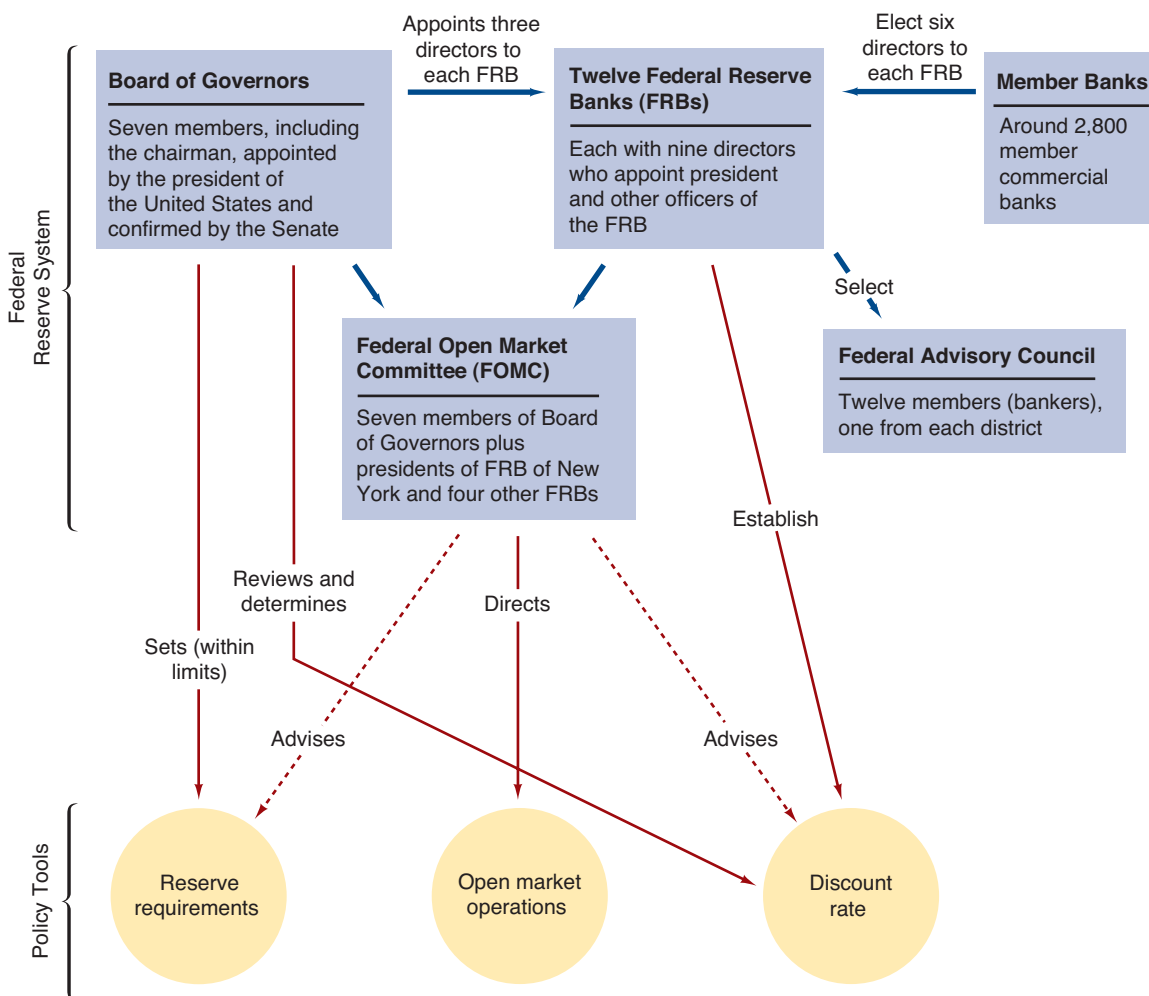 Appoints three
directors to
each FRB
Elect six
directors to
each FRB
Federal
Reserve System
Board of Governors
Seven members, including
the chairman, appointed
by the president of
the United States and
confirmed by the Senate
Twelve Federal Reserve
Banks (FRBs)
Each with nine directors
who appoint president
and other officers of
the FRB
Member Banks
Around 2,800
member
commercial
banks
Select
Federal Open Market
Committee (FOMC)
Seven members of Board
of Governors plus
presidents of FRB of New
York and four other FRBs
Federal Advisory Council
Twelve members (bankers),
one from each district
Establish
Reviews and
determines
Directs
Sets (within
limits)
Advises
Advises
Policy Tools
Reserve
requirements
Open market
operations
Discount
rate